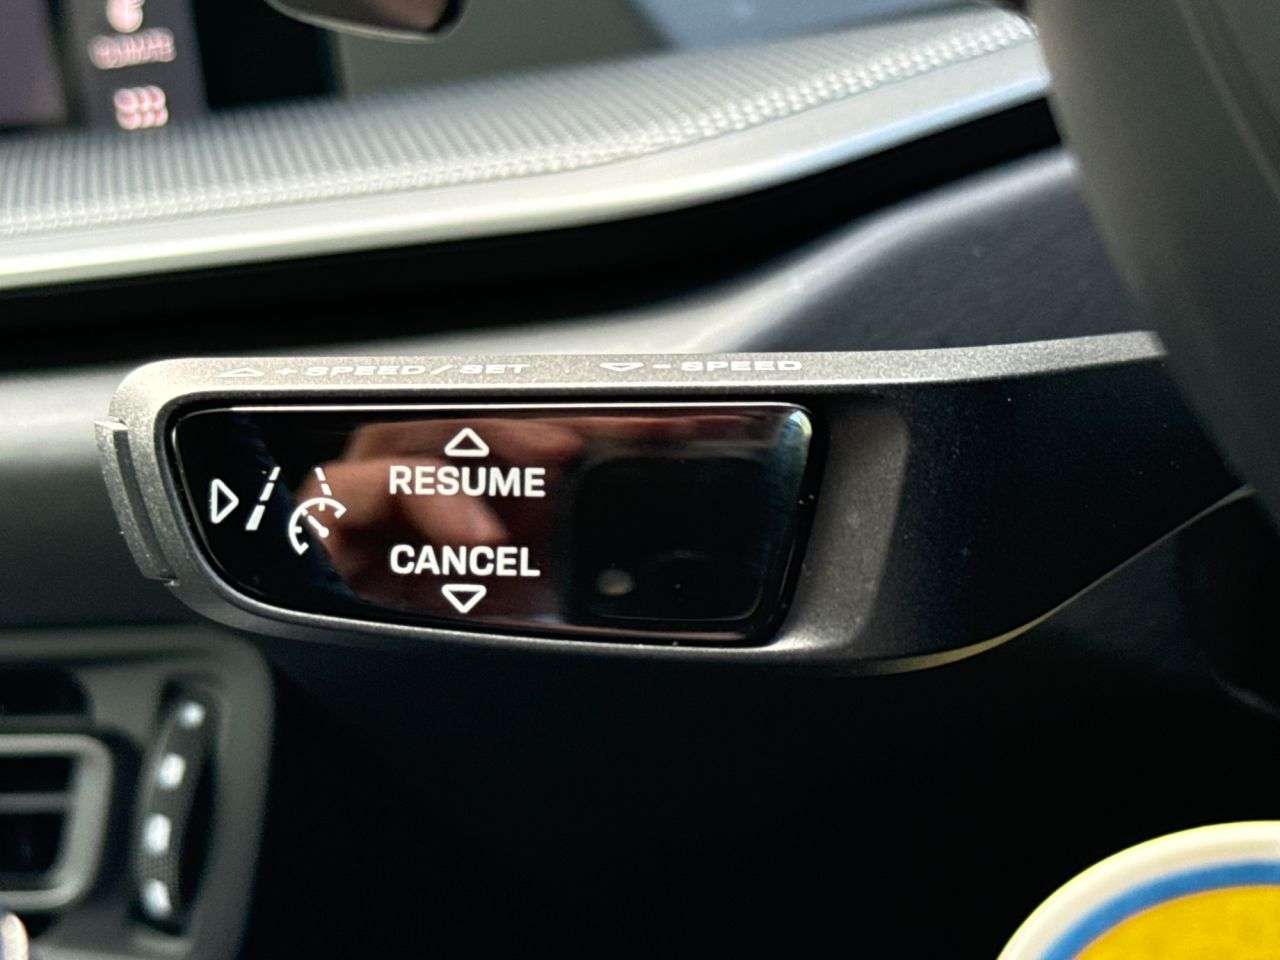 + SPEED / SET - SPEED
RESUME
CANCEL